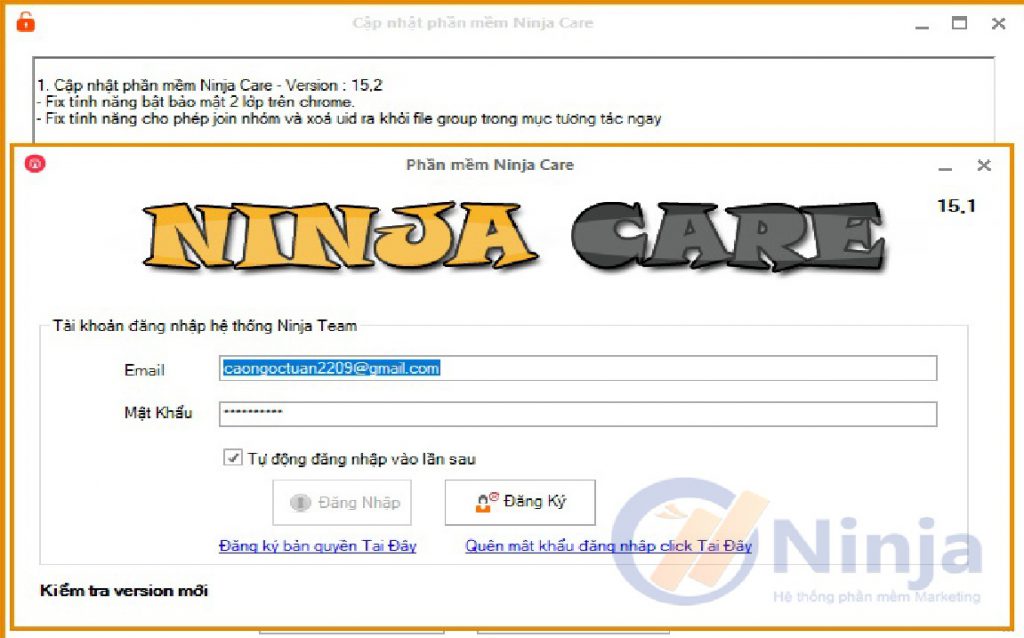 Cập nhật phần mềm Ninja Care
1. Cập nhật phần mềm Ninja Care - Version : 15,2
- Fix tính năng bật bảo mật 2 lớp trên chrome.
- Fix tính năng cho phép join nhóm và xoá uid ra khỏi file group trong mục tương tác ngay
Phần mềm Ninja Care
NINJA CARE
15,1
Tài khoản đăng nhập hệ thống Ninja Team
Email
caongoctuan2209@gmail.com
Mật Khẩu
**********
Tự động đăng nhập vào lần sau
Đăng Nhập
Đăng Ký
Đăng ký bản quyền Tại Đây
Quên mật khẩu đăng nhập click Tại Đây
Ninja
Hệ thống phần mềm Marketing
Kiểm tra version mới